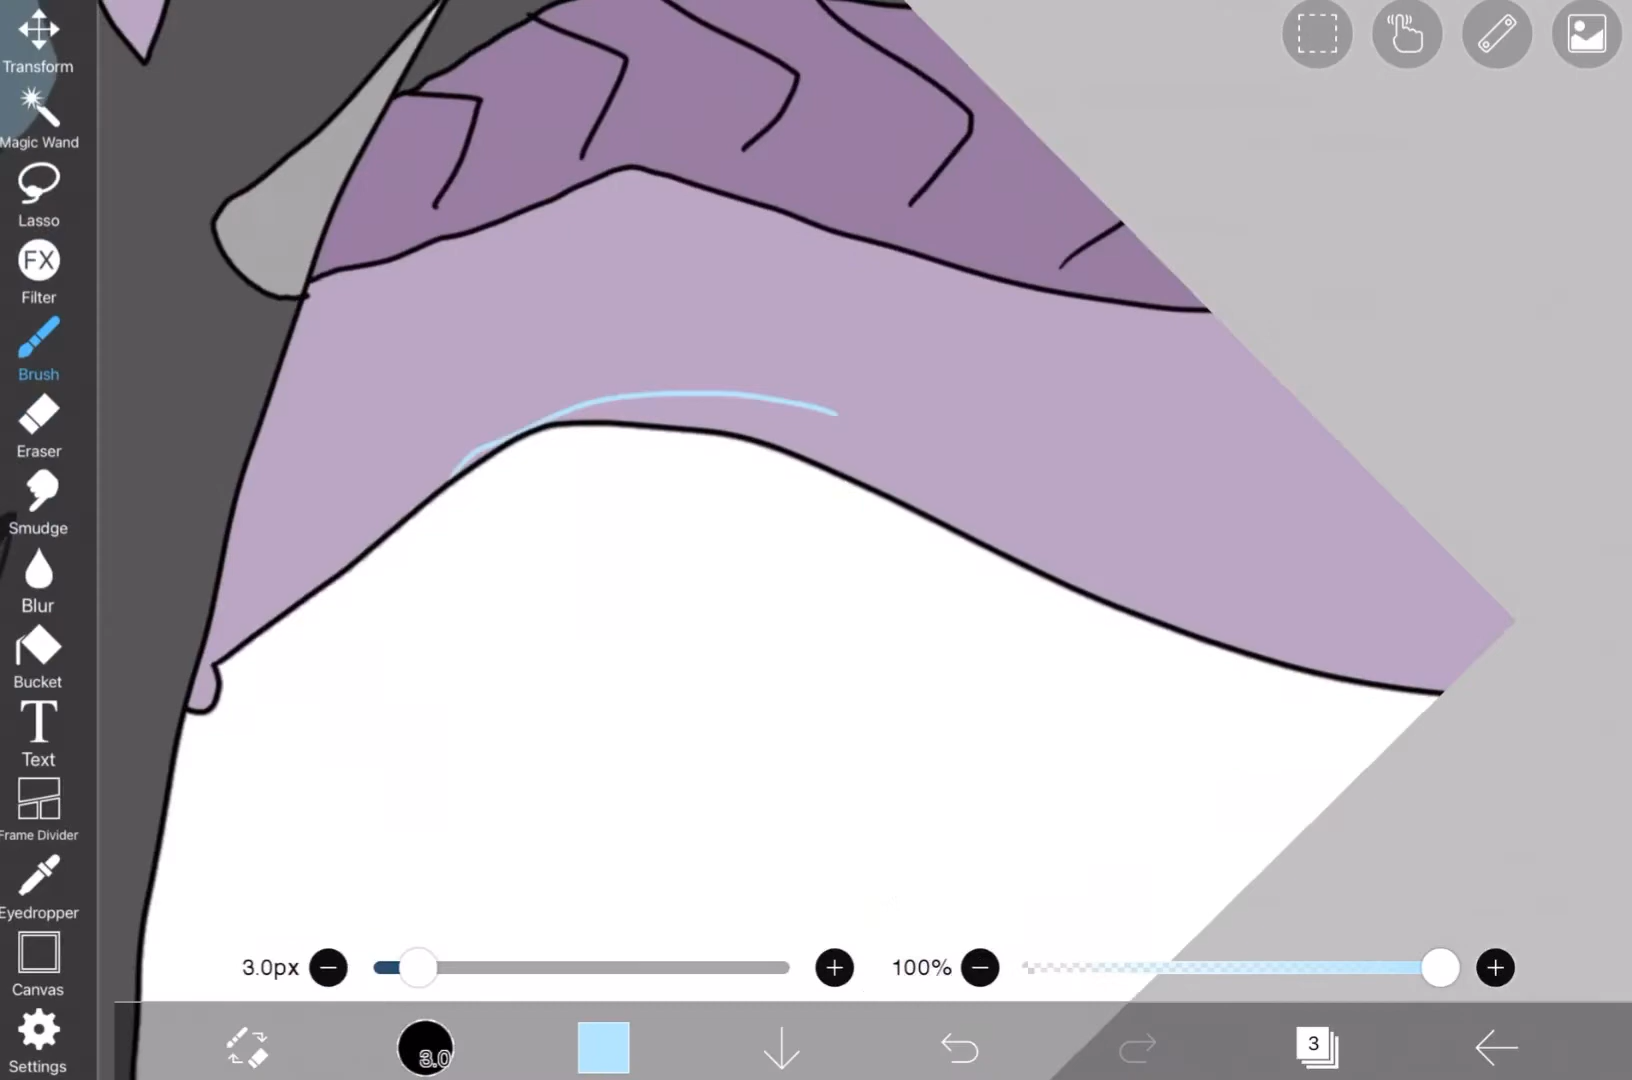 Transform
Magic Wand
Lasso
FX
Filter
Brush
Eraser
Smudge
Blur
Bucket
T
Text
Frame Divider
Eyedropper
Canvas
Settings
3.0px
100%
3.0
3